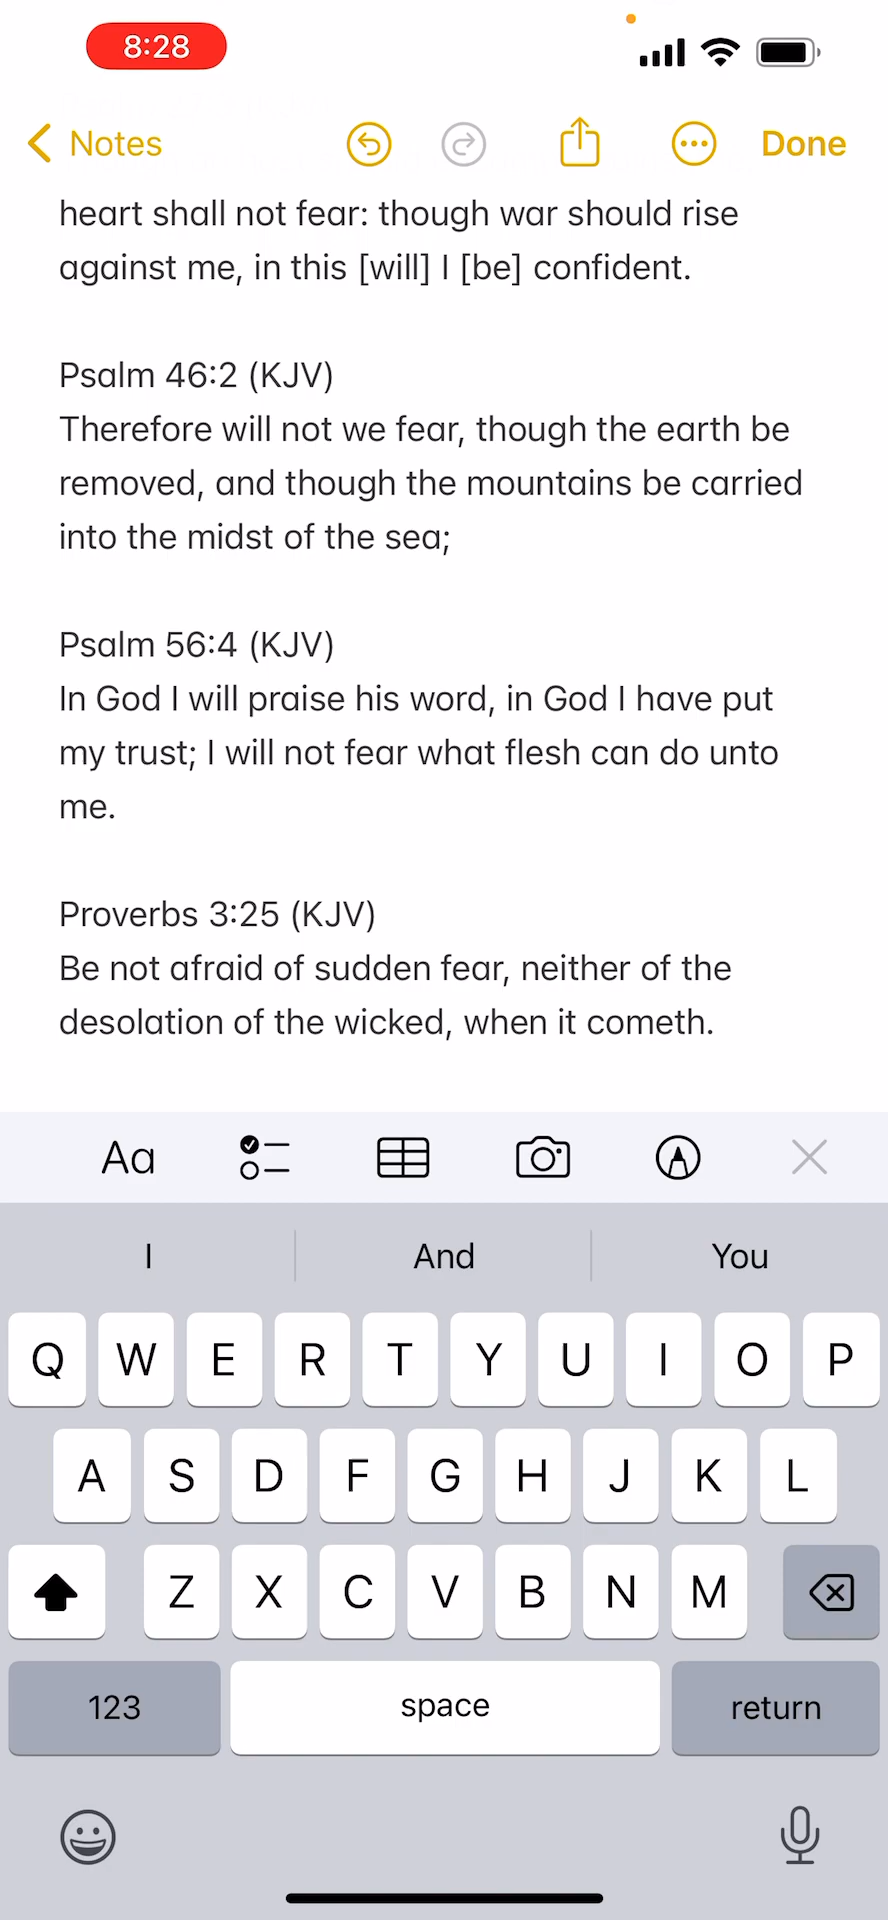 8:28
Notes
Done
heart shall not fear: though war should rise
against me, in this [will] I [be] confident.
Psalm 46:2 (KJV)
Therefore will not we fear, though the earth be
removed, and though the mountains be carried
into the midst of the sea;
Psalm 56:4 (KJV)
In God I will praise his word, in God I have put
my trust; I will not fear what flesh can do unto
me.
Proverbs 3:25 (KJV)
Be not afraid of sudden fear, neither of the
desolation of the wicked, when it cometh.
Aa
I And You
Q W E R T Y U I O P
A S D F G H J K L
Z X C V B N M
123 space return